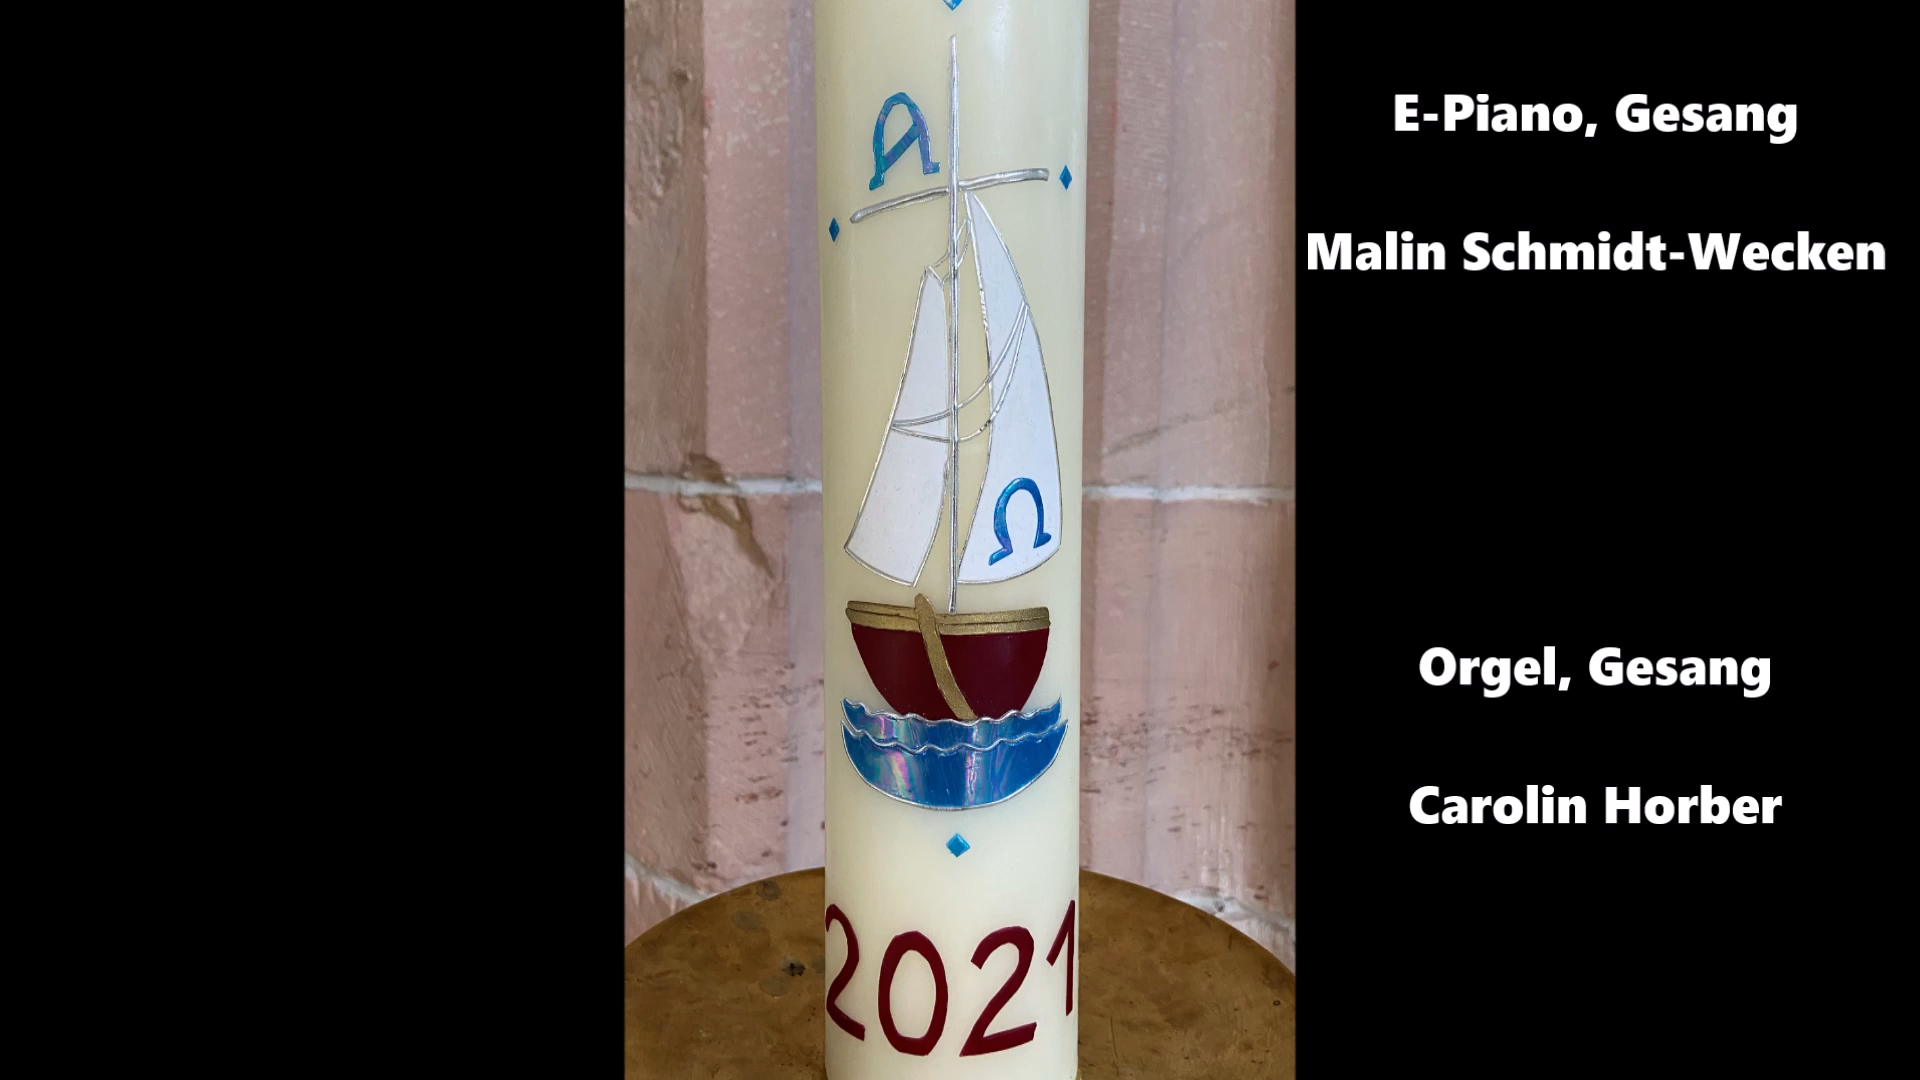 E-Piano, Gesang
Malin Schmidt-Wecken
Orgel, Gesang
Carolin Horber
Α
Ω
2021